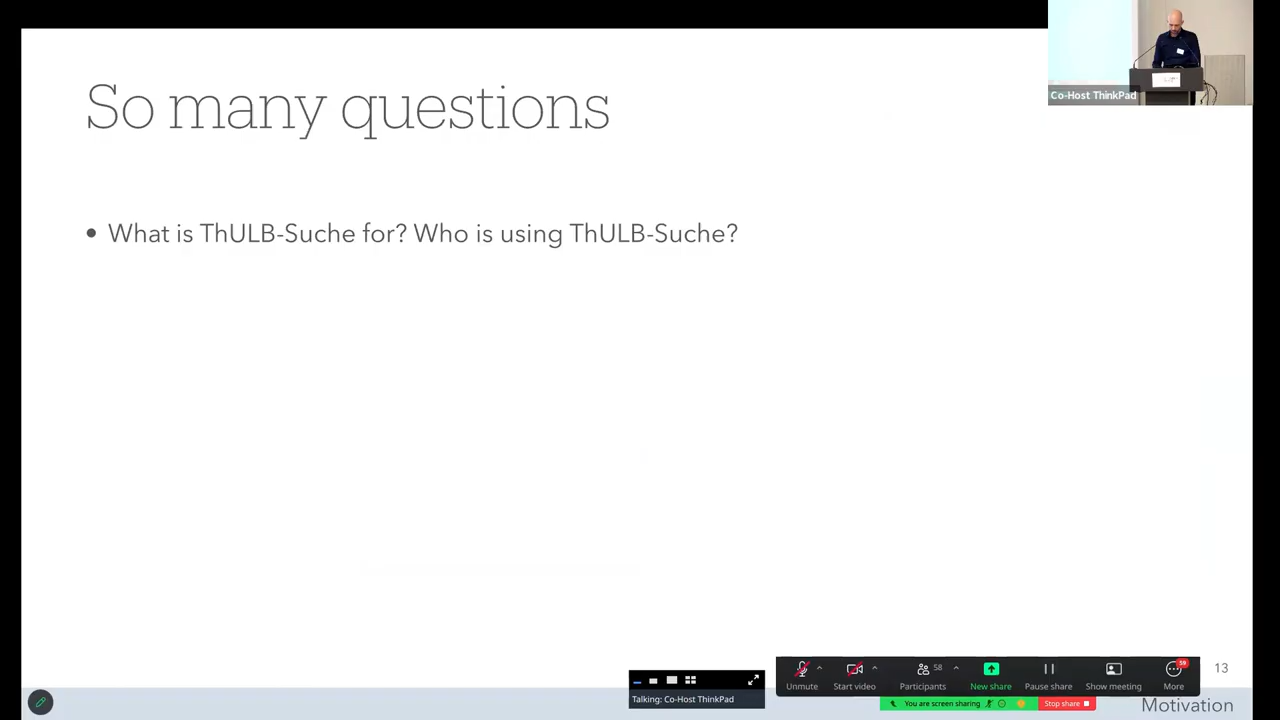 So many questions
Co-Host ThinkPad
• What is ThULB-Suche for? Who is using ThULB-Suche?
58
59
Unmute
Start video
Participants
New share
Pause share
Show meeting
More
13
Talking: Co-Host ThinkPad
You are screen sharing
Stop share
Motivation